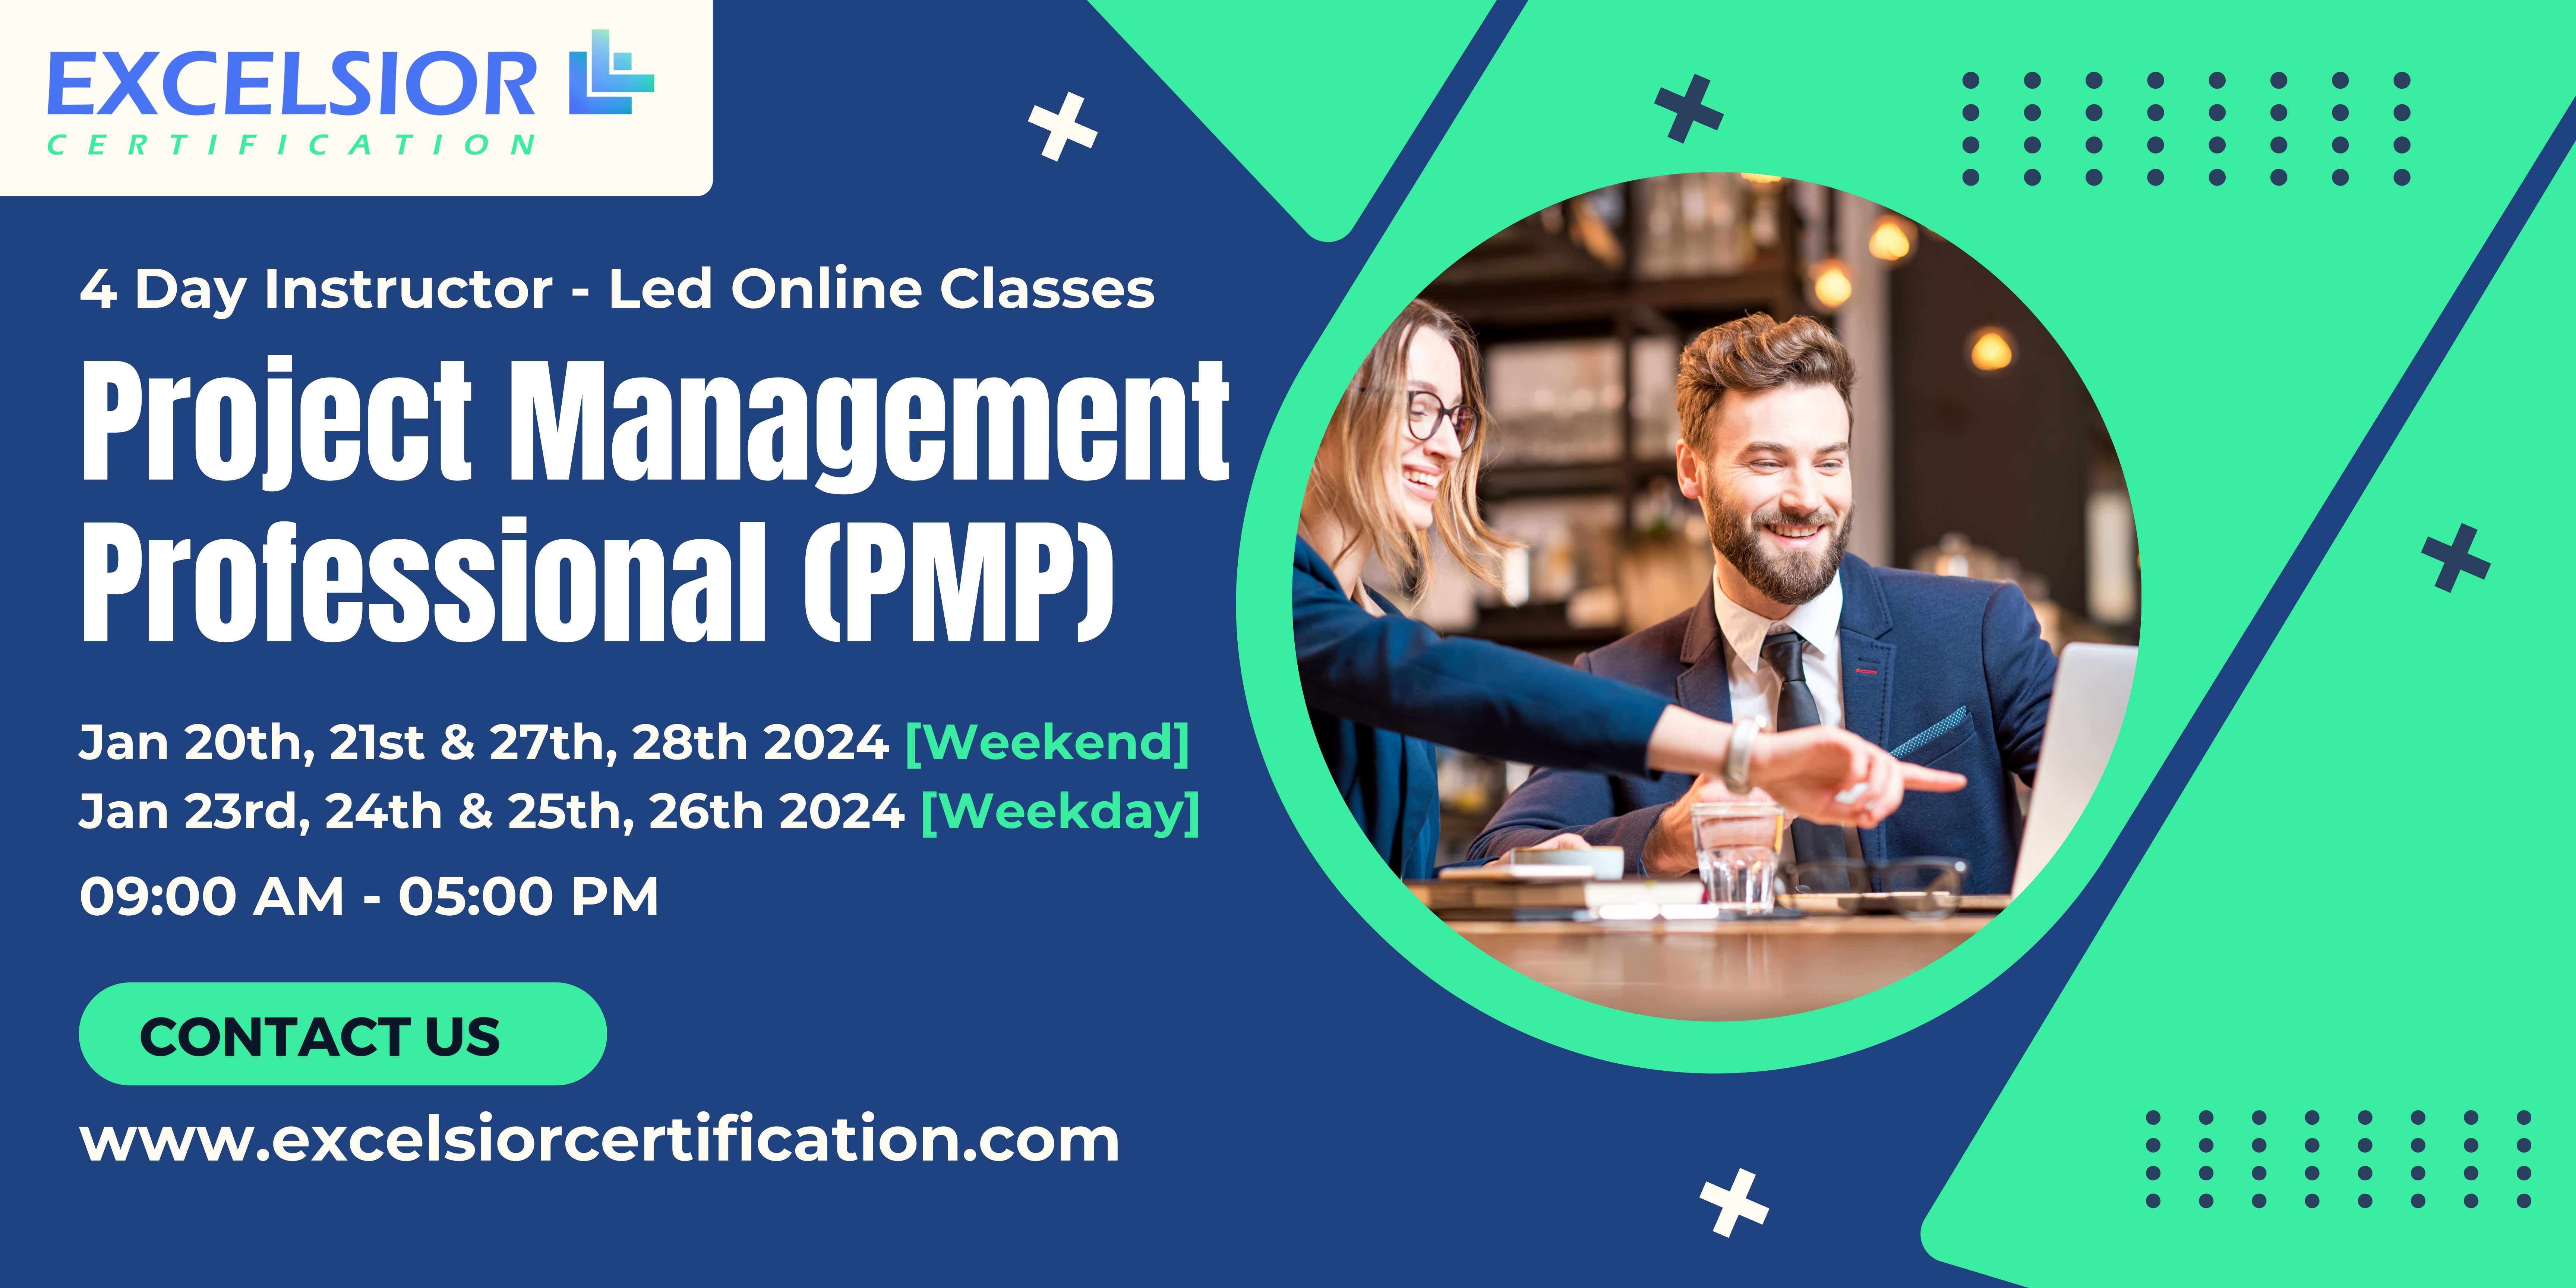 EXCELSIOR
CERTIFICATION
4 Day Instructor - Led Online Classes
Project Management
Professional (PMP)
Jan 20th, 21st & 27th, 28th 2024 [Weekend]
Jan 23rd, 24th & 25th, 26th 2024 [Weekday]
09:00 AM - 05:00 PM
CONTACT US
www.excelsiorcertification.com